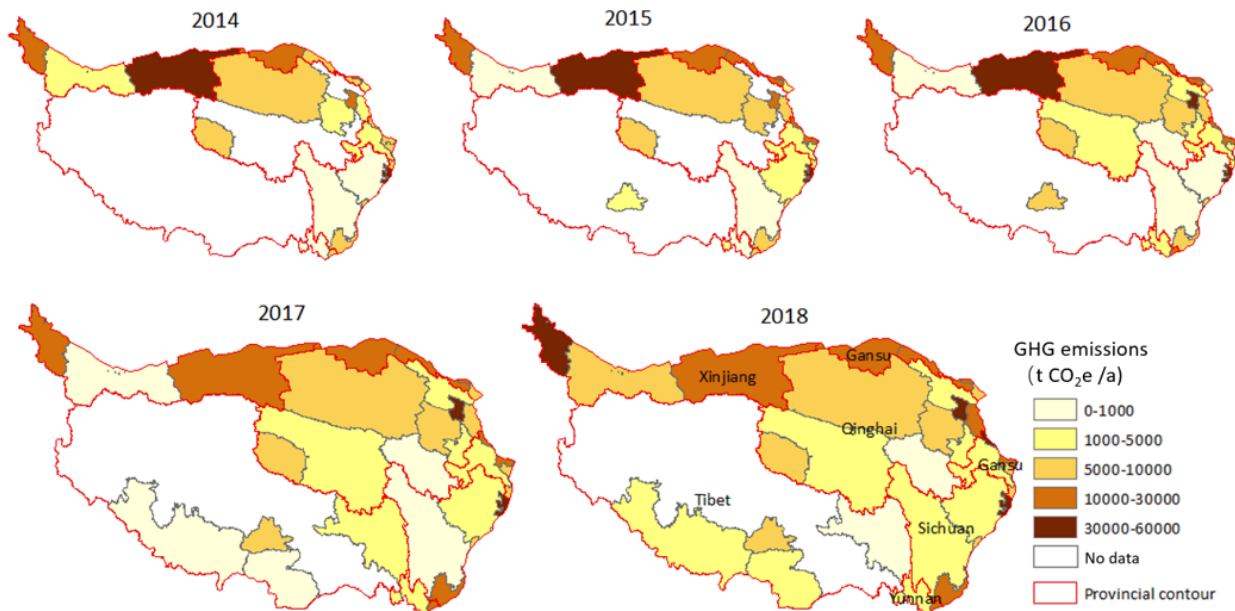 2014
2015
2016
2017
2018
Gansu
Xinjiang
Qinghai
Gansu
Tibet
Sichuan
Yunnan
GHG emissions
(t CO₂e /a)
0-1000
1000-5000
5000-10000
10000-30000
30000-60000
No data
Provincial contour